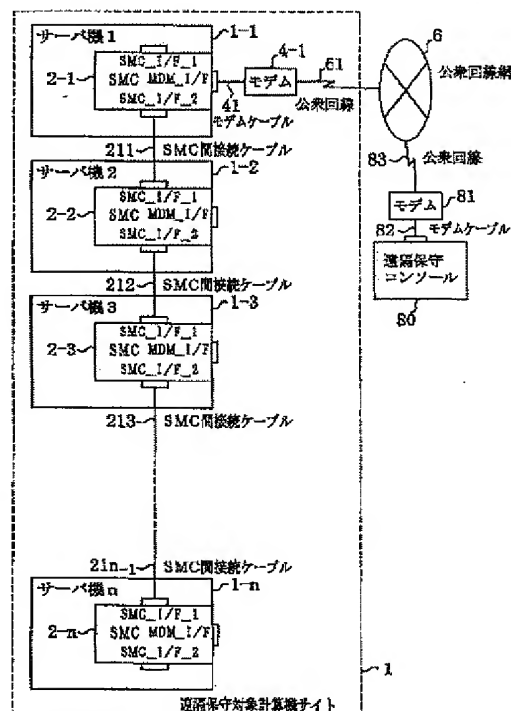 サーバ機1
1-1
2-1
SMC_I/F_1
SMC MDM_I/F
SMC_I/F_2
4-1
モデム
61
41
公衆回線
モデムケーブル
6
公衆回線網
83
公衆回線
81
モデム
82
モデムケーブル
遠隔保守
コンソール
80
211
SMC間接続ケーブル
サーバ機2
1-2
2-2
SMC_I/F_1
SMC MDM_I/F
SMC_I/F_2
212
SMC間接続ケーブル
サーバ機3
1-3
2-3
SMC_I/F_1
SMC MDM_I/F
SMC_I/F_2
213
SMC間接続ケーブル
21n-1
SMC間接続ケーブル
サーバ機n
1-n
2-n
SMC_I/F_1
SMC MDM_I/F
SMC_I/F_2
1
遠隔保守対象計算機サイト